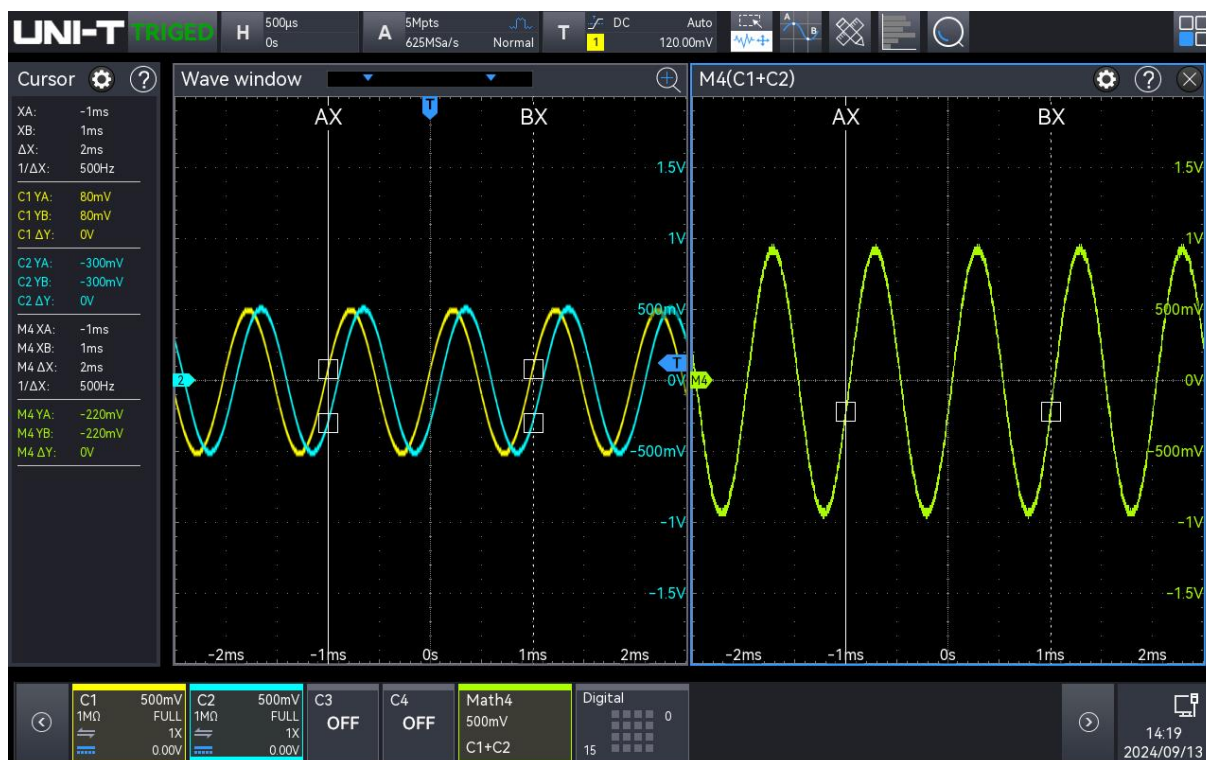 UNI-T TRIGED H 500μs 0s A 5Mpts 625MSa/s Normal T DC 1 Auto 120.00mV A B
Cursor ?
XA: -1ms
XB: 1ms
ΔX: 2ms
1/ΔX: 500Hz
C1 YA: 80mV
C1 YB: 80mV
C1 ΔY: 0V
C2 YA: -300mV
C2 YB: -300mV
C2 ΔY: 0V
M4 XA: -1ms
M4 XB: 1ms
M4 ΔX: 2ms
1/ΔX: 500Hz
M4 YA: -220mV
M4 YB: -220mV
M4 ΔY: 0V
Wave window
T
AX BX
1.5V
1V
500mV
T
2 0V
-500mV
-1V
-1.5V
-2ms -1ms 0s 1ms 2ms
M4(C1+C2) ?
AX BX
1.5V
1V
500mV
M4 0V
-500mV
-1V
-1.5V
-2ms -1ms 0s 1ms 2ms
C1 500mV
1MΩ FULL
1X
0.00V
C2 500mV
1MΩ FULL
1X
0.00V
C3
OFF
C4
OFF
Math4
500mV
C1+C2
Digital
0
15
14:19
2024/09/13